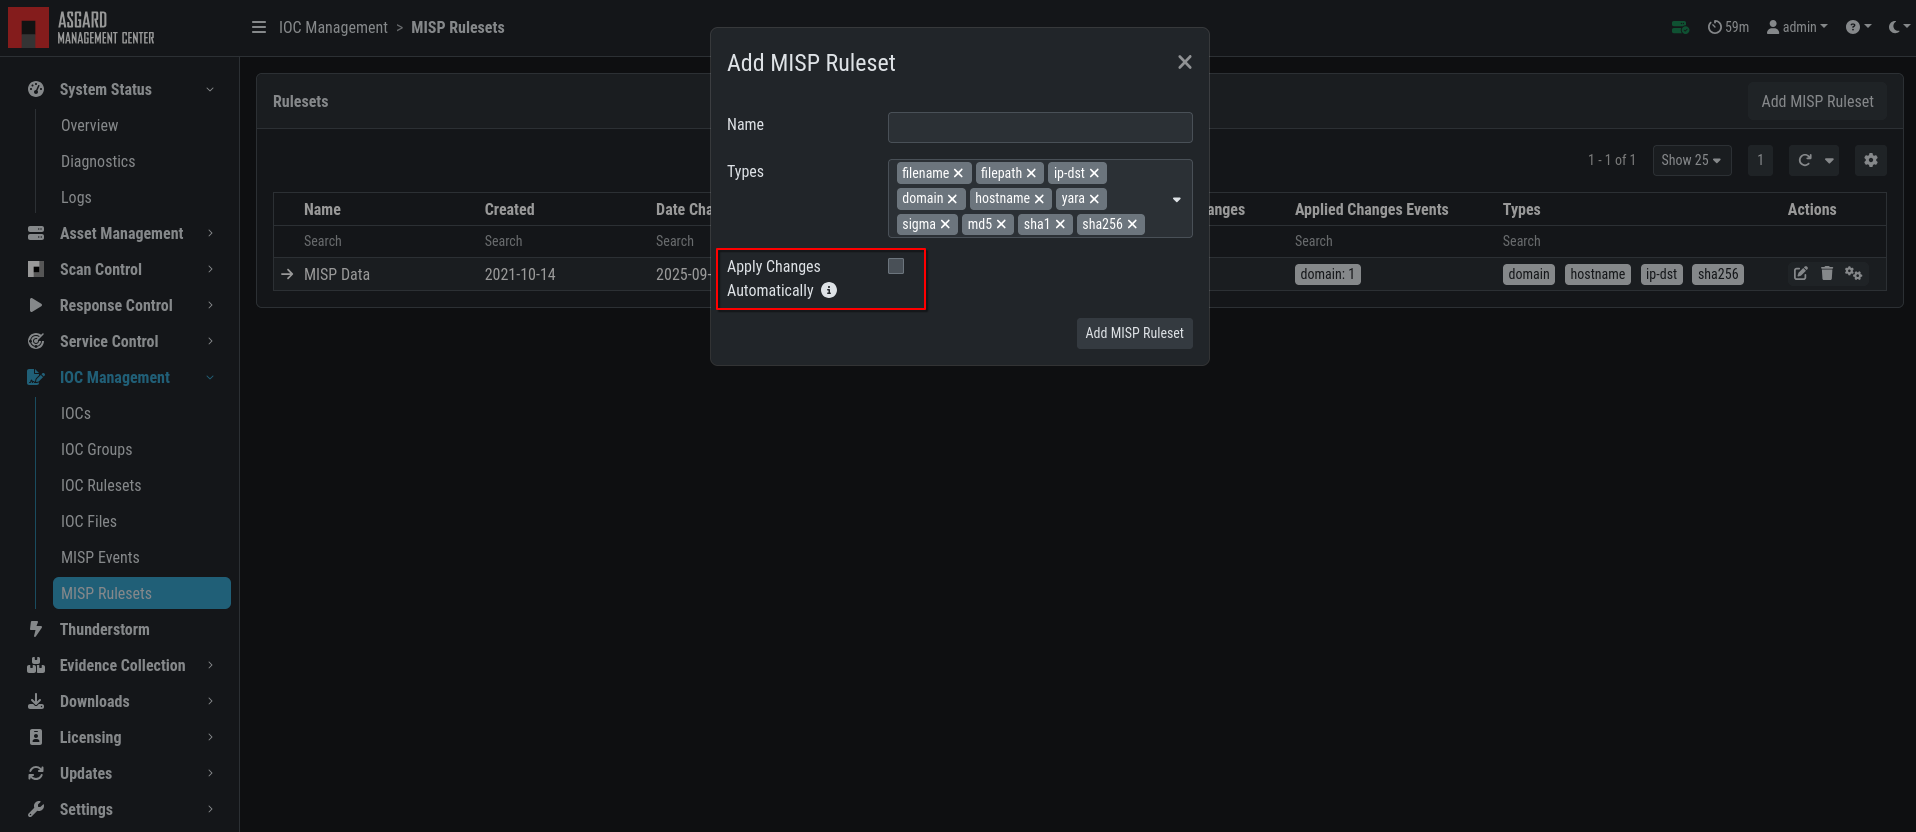 ASGARD
MANAGEMENT CENTER
IOC Management > MISP Rulesets
59m
admin
System Status
Overview
Diagnostics
Logs
Asset Management
Scan Control
Response Control
Service Control
IOC Management
IOCs
IOC Groups
IOC Rulesets
IOC Files
MISP Events
MISP Rulesets
Thunderstorm
Evidence Collection
Downloads
Licensing
Updates
Settings
Rulesets
Add MISP Ruleset
1 - 1 of 1
Show 25
1
Name Created Date Cha anges Applied Changes Events Types Actions
Search Search Search Search Search
MISP Data 2021-10-14 2025-09- domain: 1 domain hostname ip-dst sha256
Add MISP Ruleset
Name
Types
filename filepath ip-dst
domain hostname yara
sigma md5 sha1 sha256
Apply Changes
Automatically
Add MISP Ruleset